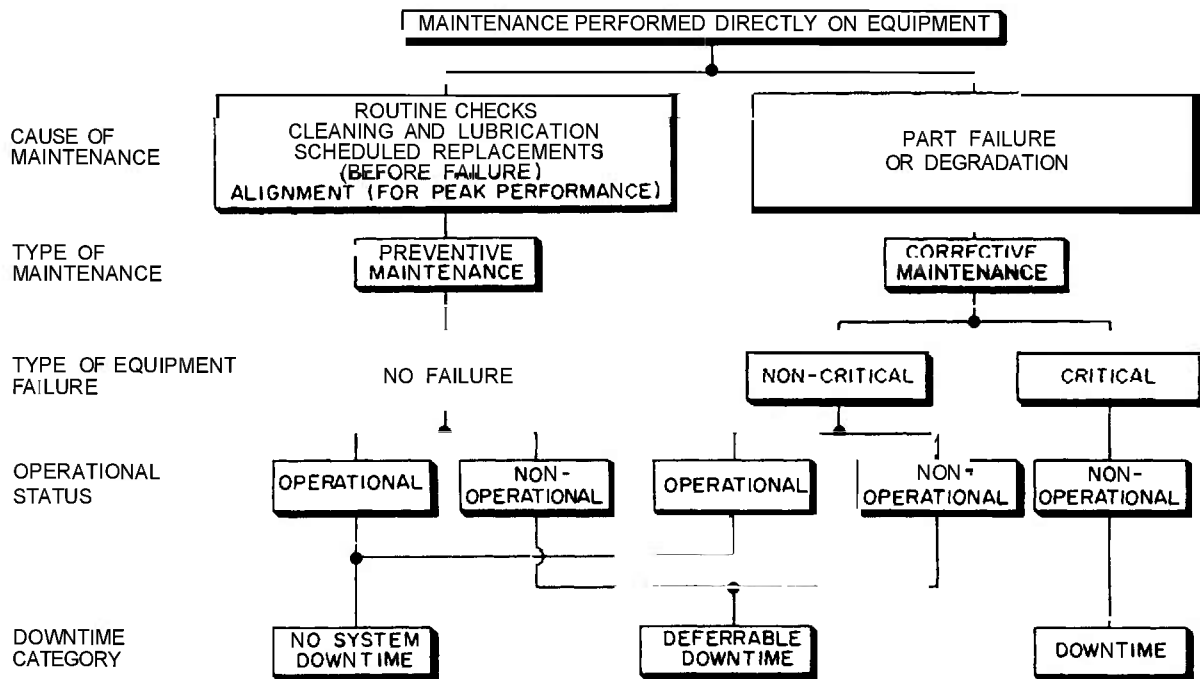 MAINTENANCE PERFORMED DIRECTLY ON EQUIPMENT
CAUSE OF
MAINTENANCE
ROUTINE CHECKS
CLEANING AND LUBRICATION
SCHEDULED REPLACEMENTS
(BEFORE FAILURE)
ALIGNMENT (FOR PEAK PERFORMANCE)
PART FAILURE
OR DEGRADATION
TYPE OF
MAINTENANCE
PREVENTIVE
MAINTENANCE
CORRECTIVE
MAINTENANCE
TYPE OF EQUIPMENT
FAILURE
NO FAILURE
NON-CRITICAL
CRITICAL
OPERATIONAL
STATUS
OPERATIONAL
NON-
OPERATIONAL
OPERATIONAL
NON-
OPERATIONAL
NON-
OPERATIONAL
DOWNTIME
CATEGORY
NO SYSTEM
DOWNTIME
DEFERRABLE
DOWNTIME
DOWNTIME